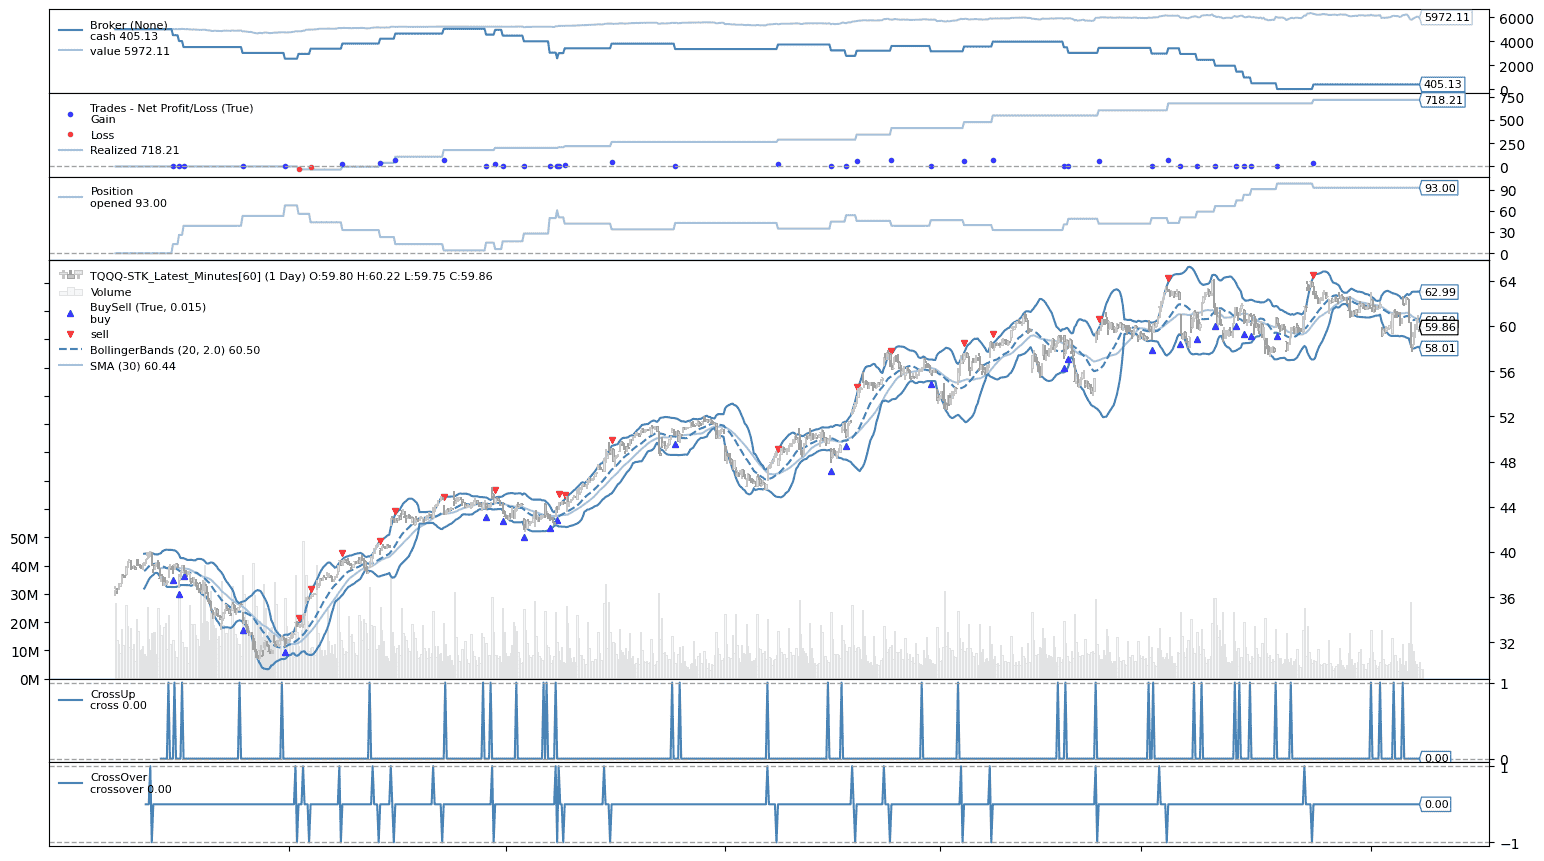 Broker (None)
cash 405.13
value 5972.11
5972.11
6000
4000
2000
405.13
0
Trades - Net Profit/Loss (True)
Gain
Loss
Realized 718.21
750
718.21
500
250
0
Position
opened 93.00
93.00
90
60
30
0
TQQQ-STK_Latest_Minutes[60] (1 Day) O:59.80 H:60.22 L:59.75 C:59.86
Volume
BuySell (True, 0.015)
buy
sell
BollingerBands (20, 2.0) 60.50
SMA (30) 60.44
64
62.99
60
59.86
58.01
56
52
48
44
40
36
32
50M
40M
30M
20M
10M
0M
CrossUp
cross 0.00
1
0.00
0
CrossOver
crossover 0.00
1
0.00
−1